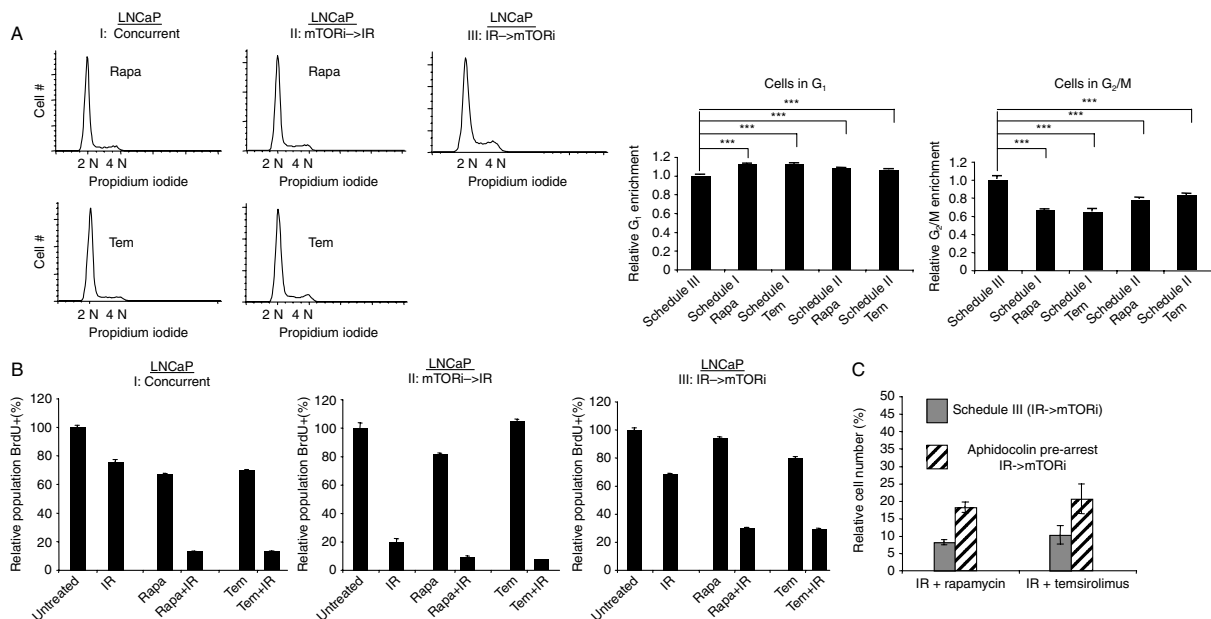 A
LNCaP
I: Concurrent
LNCaP
II: mTORi–>IR
LNCaP
III: IR–>mTORi
Cell #
Rapa
2 N 4 N
Propidium iodide
Rapa
2 N 4 N
Propidium iodide
2 N 4 N
Propidium iodide
Cell #
Tem
2 N 4 N
Propidium iodide
Tem
2 N 4 N
Propidium iodide
Cells in G₁
***
***
***
***
Relative G₁ enrichment
1.2
1.0
0.8
0.6
0.4
0.2
0
Schedule III
Schedule I
Rapa
Schedule I
Tem
Schedule II
Rapa
Schedule II
Tem
Cells in G₂/M
***
***
***
***
Relative G₂/M enrichment
1.2
1.0
0.8
0.6
0.4
0.2
0
Schedule III
Schedule I
Rapa
Schedule I
Tem
Schedule II
Rapa
Schedule II
Tem
B
LNCaP
I: Concurrent
Relative population BrdU+(%)
120
100
80
60
40
20
0
Untreated
IR
Rapa
Rapa+IR
Tem
Tem+IR
LNCaP
II: mTORi–>IR
Relative population BrdU+(%)
120
100
80
60
40
20
0
Untreated
IR
Rapa
Rapa+IR
Tem
Tem+IR
LNCaP
III: IR–>mTORi
Relative population BrdU+(%)
120
100
80
60
40
20
0
Untreated
IR
Rapa
Rapa+IR
Tem
Tem+IR
C
Relative cell number (%)
50
45
40
35
30
25
20
15
10
5
0
Schedule III (IR->mTORi)
Aphidocolin pre-arrest
IR->mTORi
IR + rapamycin
IR + temsirolimus